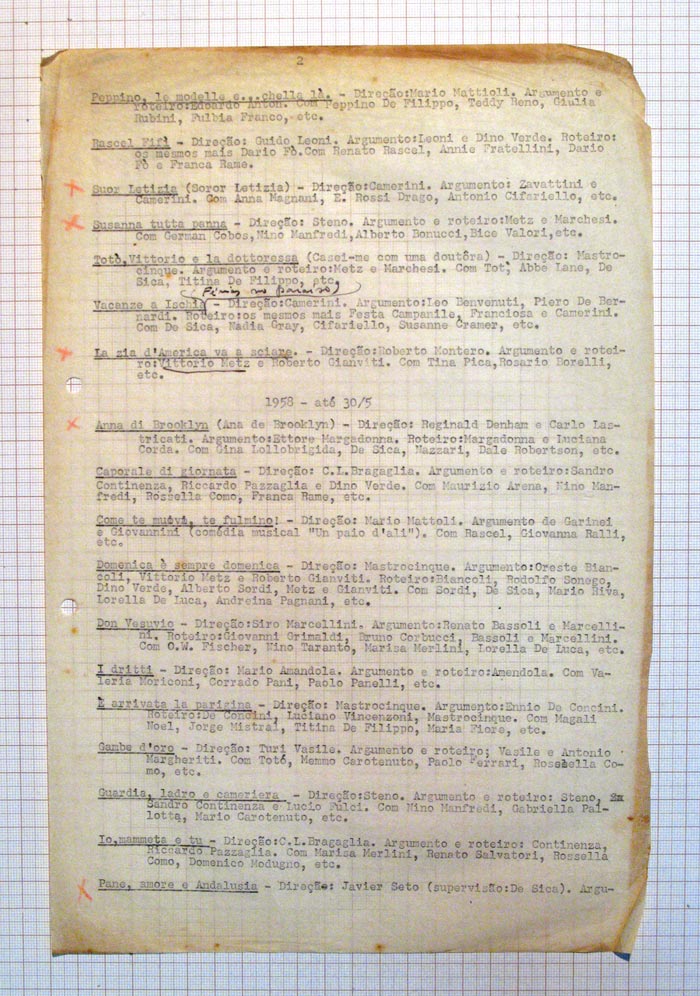 2
Peppino, le modelle e...chella là. - Direção:Mario Mattioli. Argumento e
roteiro:Edoardo Anton. Com Peppino De Filippo, Teddy Reno, Giulia
Rubini, Fulbia Franco, etc.
Rascel Fifì - Direção: Guido Leoni. Argumento:Leoni e Dino Verde. Roteiro:
os mesmos mais Dario Fò.Com Renato Rascel, Annie Fratellini, Dario
Fò e Franca Rame.
Suor Letizia (Soror Letizia) - Direção:Camerini. Argumento: Zavattini e
Camerini. Com Anna Magnani, E. Rossi Drago, Antonio Cifariello, etc.
Susanna tutta panna - Direção: Steno. Argumento e roteiro:Metz e Marchesi.
Com German Cobos,Nino Manfredi,Alberto Bonucci,Bice Valori,etc.
Totò,Vittorio e la dottoressa (Casei-me com uma doutôra) - Direção: Mastro-
cinque. Argumento e roteiro:Metz e Marchesi. Com Tot, Abbe Lane, De
Sica, Titina De Filippo, etc.
Vacanze a Ischia - Direção:Camerini. Argumento:Leo Benvenuti, Piero De Ber-
nardi. Roteiro:os mesmos mais Festa Campanile, Franciosa e Camerini.
Com De Sica, Nadia Gray, Cifariello, Susanne Cramer, etc.
La zia d'America va a sciare. - Direção:Roberto Montero. Argumento e rotei-
ro:Vittorio Metz e Roberto Gianviti. Com Tina Pica,Rosario Borelli,
etc.
1958 - até 30/5
Anna di Brooklyn (Ana de Brooklyn) - Direção: Reginald Denham e Carlo Las-
tricati. Argumento:Ettore Margadonna. Roteiro:Margadonna e Luciana
Corda. Com Gina Lollobrigida, De Sica, Nazzari, Dale Robertson, etc.
Caporale di giornata - Direção: C.L.Bragaglia. Argumento e roteiro:Sandro
Continenza, Riccardo Pazzaglia e Dino Verde. Com Maurizio Arena, Nino Man-
fredi, Rossella Como, Franca Rame, etc.
Come te muóvi, te fulmino! - Direção: Mario Mattoli. Argumento de Garinei
e Giovannini (comédia musical "Un paio d'ali"). Com Rascel, Giovanna Ralli,
etc.
Domenica è sempre domenica - Direção: Mastrocinque. Argumento:Oreste Bian-
coli, Vittorio Metz e Roberto Gianviti. Roteiro:Biancoli, Rodolfo Sonego,
Dino Verde, Alberto Sordi, Metz e Gianviti. Com Sordi, De Sica, Mario Riva,
Lorella De Luca, Andreina Pagnani, etc.
Don Vesuvio - Direção:Siro Marcellini. Argumento:Renato Bassoli e Marcelli-
ni. Roteiro:Giovanni Grimaldi, Bruno Corbucci, Bassoli e Marcellini.
Com O.W. Fischer, Nino Taranto, Marisa Merlini, Lorella De Luca, etc.
I dritti - Direção: Mario Amandola. Argumento e roteiro:Amendola. Com Va-
leria Moriconi, Corrado Pani, Paolo Panelli, etc.
È arrivata la parigina - Direção: Mastrocinque. Argumento:Ennio De Concini.
Roteiro:De Concini, Luciano Vincenzoni, Mastrocinque. Com Magali
Noel, Jorge Mistral, Titina De Filippo, Maria Fiore, etc.
Gambe d'oro - Direção: Turi Vasile. Argumento e roteiro; Vasile e Antonio
Margheriti. Com Totó, Memmo Carotenuto, Paolo Ferrari, Rossella Co-
mo, etc.
Guardia, ladro e cameriera - Direção:Steno. Argumento e roteiro: Steno,
Sandro Continenza e Lucio Fulci. Com Nino Manfredi, Gabriella Pal-
lotta, Mario Carotenuto, etc.
Io,mammeta e tu - Direção:C.L.Bragaglia. Argumento e roteiro: Continenza,
Riccardo Pazzaglia. Com Marisa Merlini, Renato Salvatori, Rossella
Como, Domenico Modugno, etc.
Pane, amore e Andalusia - Direção: Javier Seto (supervisão:De Sica). Argu-